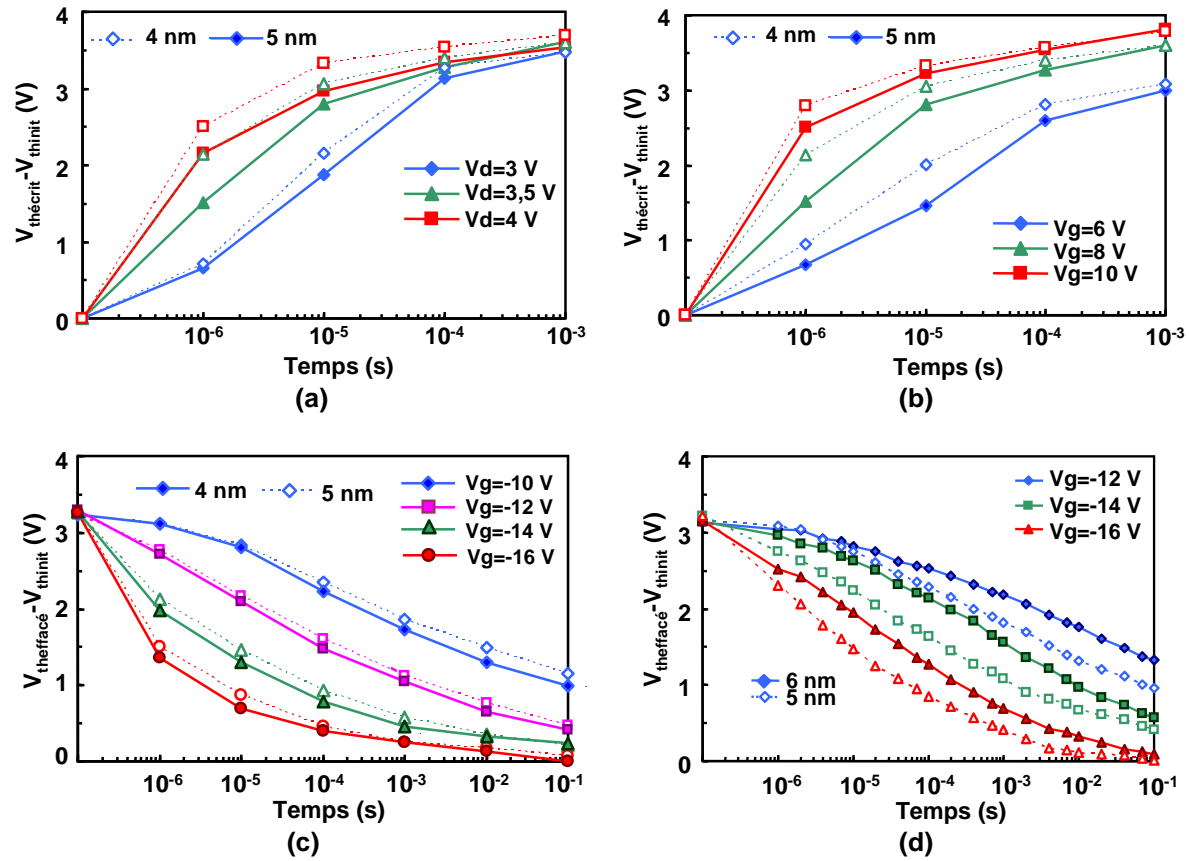 4 nm 5 nm
V_thécrit-V_thinit (V)
4
3
2
1
0
Vd=3 V
Vd=3,5 V
Vd=4 V
10^-6 10^-5 10^-4 10^-3
Temps (s)
(a)
4 nm 5 nm
V_thécrit-V_thinit (V)
4
3
2
1
0
Vg=6 V
Vg=8 V
Vg=10 V
10^-6 10^-5 10^-4 10^-3
Temps (s)
(b)
4 nm 5 nm
V_theffacé-V_thinit (V)
4
3
2
1
0
Vg=-10 V
Vg=-12 V
Vg=-14 V
Vg=-16 V
10^-6 10^-5 10^-4 10^-3 10^-2 10^-1
Temps (s)
(c)
V_theffacé-V_thinit (V)
4
3
2
1
0
Vg=-12 V
Vg=-14 V
Vg=-16 V
6 nm
5 nm
10^-6 10^-5 10^-4 10^-3 10^-2 10^-1
Temps (s)
(d)